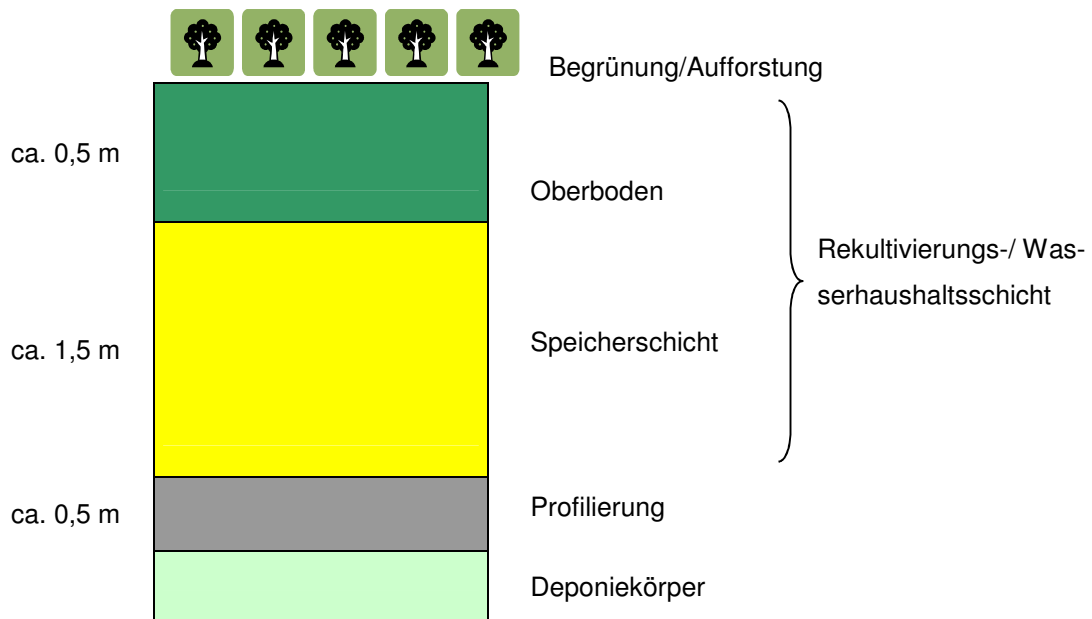 Begrünung/Aufforstung
ca. 0,5 m
Oberboden
Rekultivierungs-/ Was-
serhaushaltsschicht
ca. 1,5 m
Speicherschicht
ca. 0,5 m
Profilierung
Deponiekörper